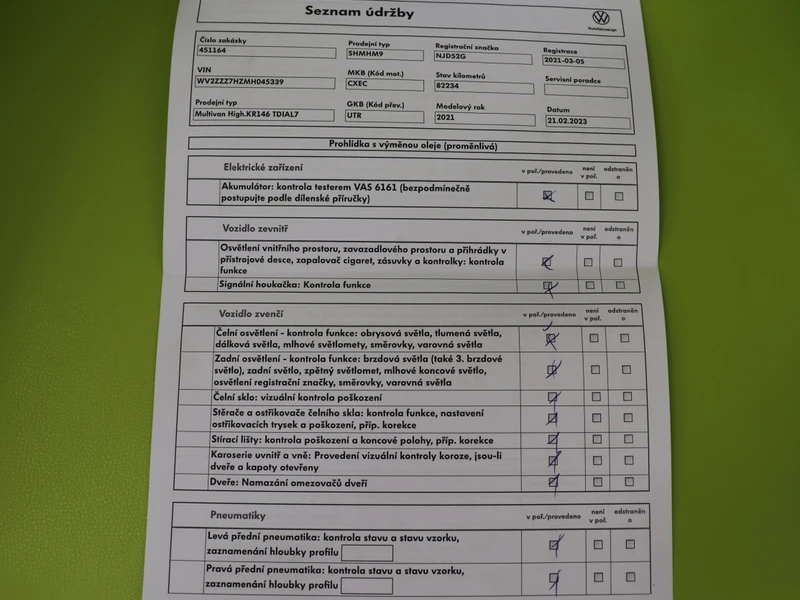 Seznam údržby
Číslo zakázky
451164
Prodejní typ
SHMHM9
Registrační značka
NJD52G
Registrace
2021-03-05
VIN
WV2ZZZ7HZMH045339
MKB (Kód mot.)
CXEC
Stav kilometrů
82234
Servisní poradce
Prodejní typ
Multivan High.KR146 TDIAL7
GKB (Kód přev.)
UTR
Modelový rok
2021
Datum
21.02.2023
Prohlídka s výměnou oleje (proměnlivá)
Elektrické zařízení v poř./provedeno není v poř. odstraněno
Akumulátor: kontrola testerem VAS 6161 (bezpodmínečně
postupujte podle dílenské příručky)
Vozidlo zevnitř v poř./provedeno není v poř. odstraněno
Osvětlení vnitřního prostoru, zavazadlového prostoru a přihrádky v
přístrojové desce, zapalovač cigaret, zásuvky a kontrolky: kontrola
funkce
Signální houkačka: Kontrola funkce
Vozidlo zvenčí v poř./provedeno není v poř. odstraněno
Čelní osvětlení - kontrola funkce: obrysová světla, tlumená světla,
dálková světla, mlhové světlomety, směrovky, varovná světla
Zadní osvětlení - kontrola funkce: brzdová světla (také 3. brzdové
světlo), zadní světlo, zpětný světlomet, mlhové koncové světlo,
osvětlení registrační značky, směrovky, varovná světla
Čelní sklo: vizuální kontrola poškození
Stěrače a ostřikovače čelního skla: kontrola funkce, nastavení
ostřikovacích trysek a poškození, příp. korekce
Stírací lišty: kontrola poškození a koncové polohy, příp. korekce
Karoserie uvnitř a vně: Provedení vizuální kontroly koroze, jsou-li
dveře a kapoty otevřeny
Dveře: Namazání omezovačů dveří
Pneumatiky v poř./provedeno není v poř. odstraněno
Levá přední pneumatika: kontrola stavu a stavu vzorku,
zaznamenání hloubky profilu
Pravá přední pneumatika: kontrola stavu a stavu vzorku,
zaznamenání hloubky profilu